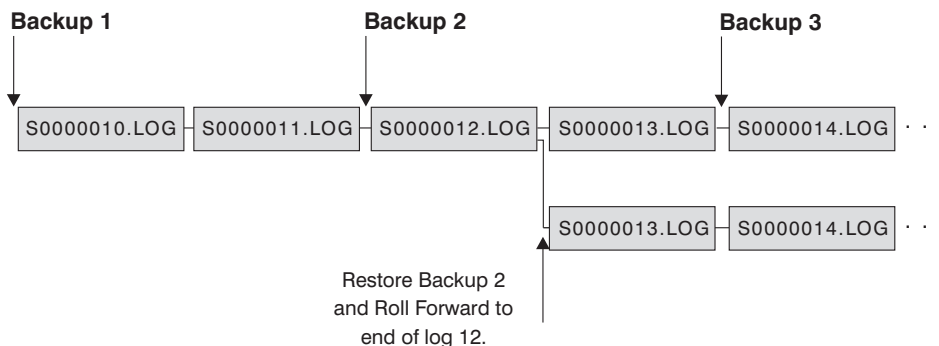 Backup 1 Backup 2 Backup 3
S0000010.LOG S0000011.LOG S0000012.LOG S0000013.LOG S0000014.LOG . .
S0000013.LOG S0000014.LOG . .
Restore Backup 2
and Roll Forward to
end of log 12.